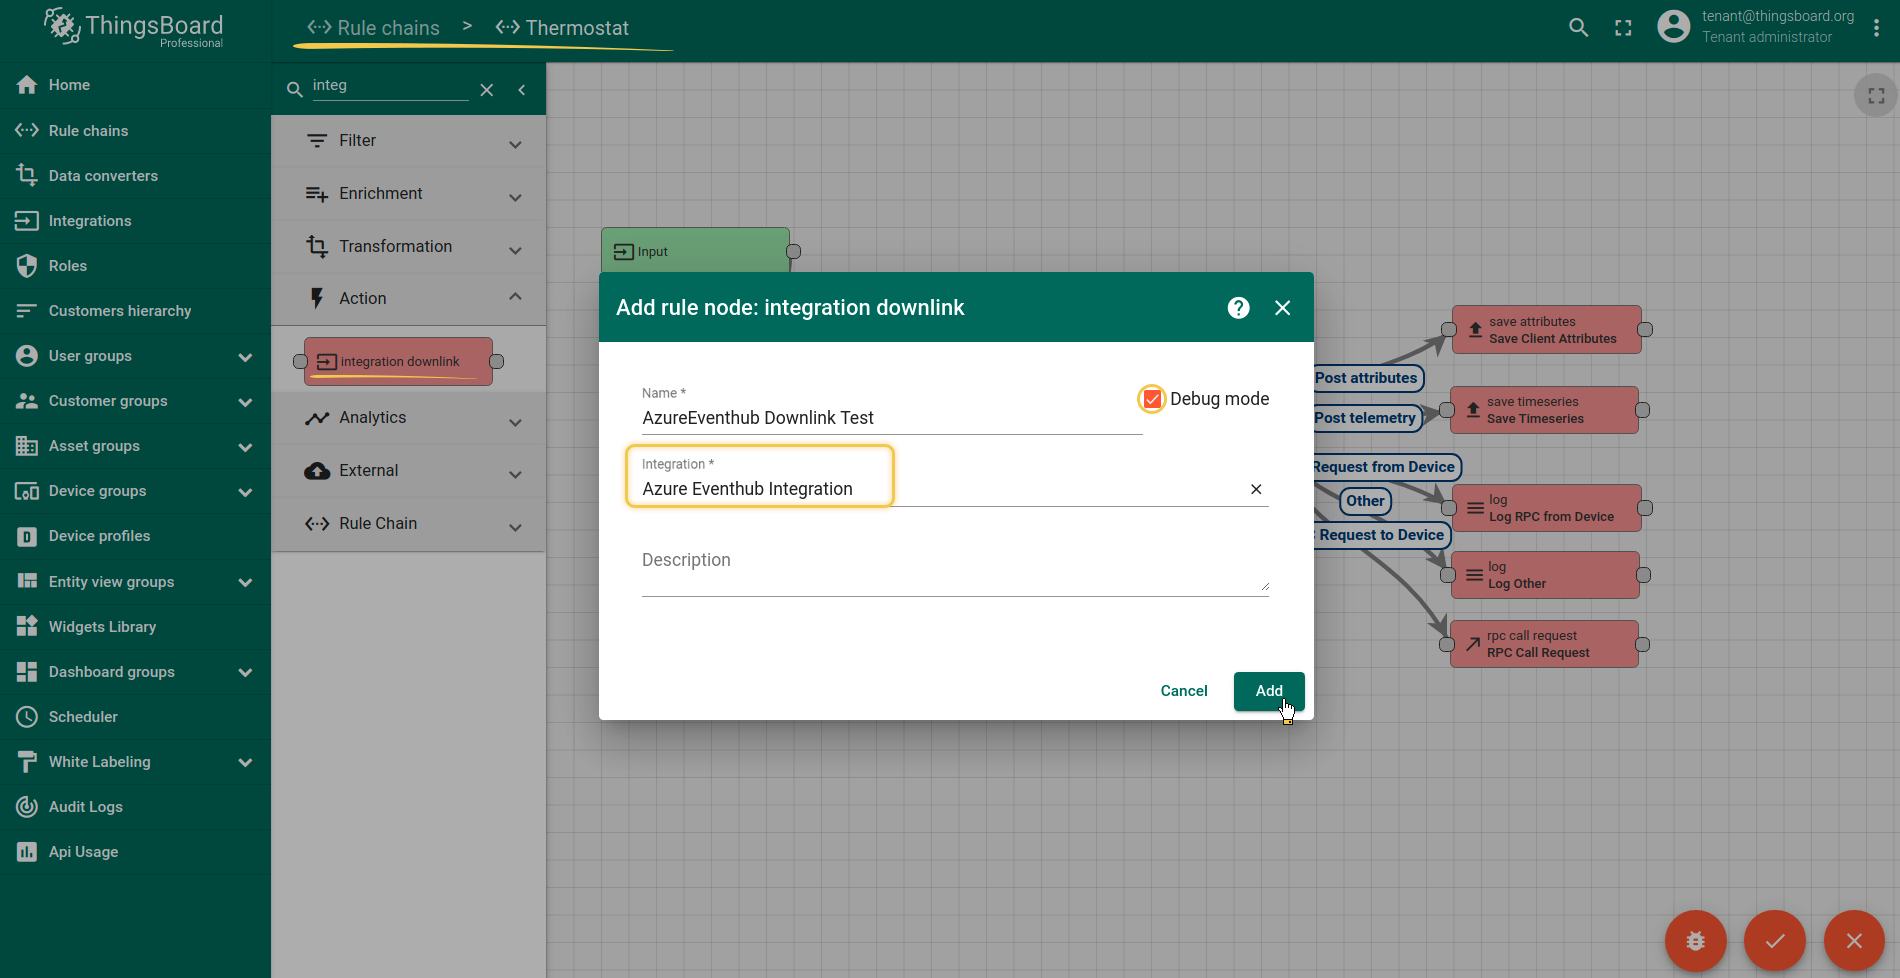 ThingsBoard
Professional
Rule chains > Thermostat
tenant@thingsboard.org
Tenant administrator
Home
Rule chains
Data converters
Integrations
Roles
Customers hierarchy
User groups
Customer groups
Asset groups
Device groups
Device profiles
Entity view groups
Widgets Library
Dashboard groups
Scheduler
White Labeling
Audit Logs
Api Usage
integ
Filter
Enrichment
Transformation
Action
integration downlink
Analytics
External
Rule Chain
Input
Add rule node: integration downlink
Name *
AzureEventhub Downlink Test
Debug mode
Integration *
Azure Eventhub Integration
Description
Cancel
Add
Post attributes
Post telemetry
Request from Device
Other
Request to Device
save attributes
Save Client Attributes
save timeseries
Save Timeseries
log
Log RPC from Device
log
Log Other
rpc call request
RPC Call Request